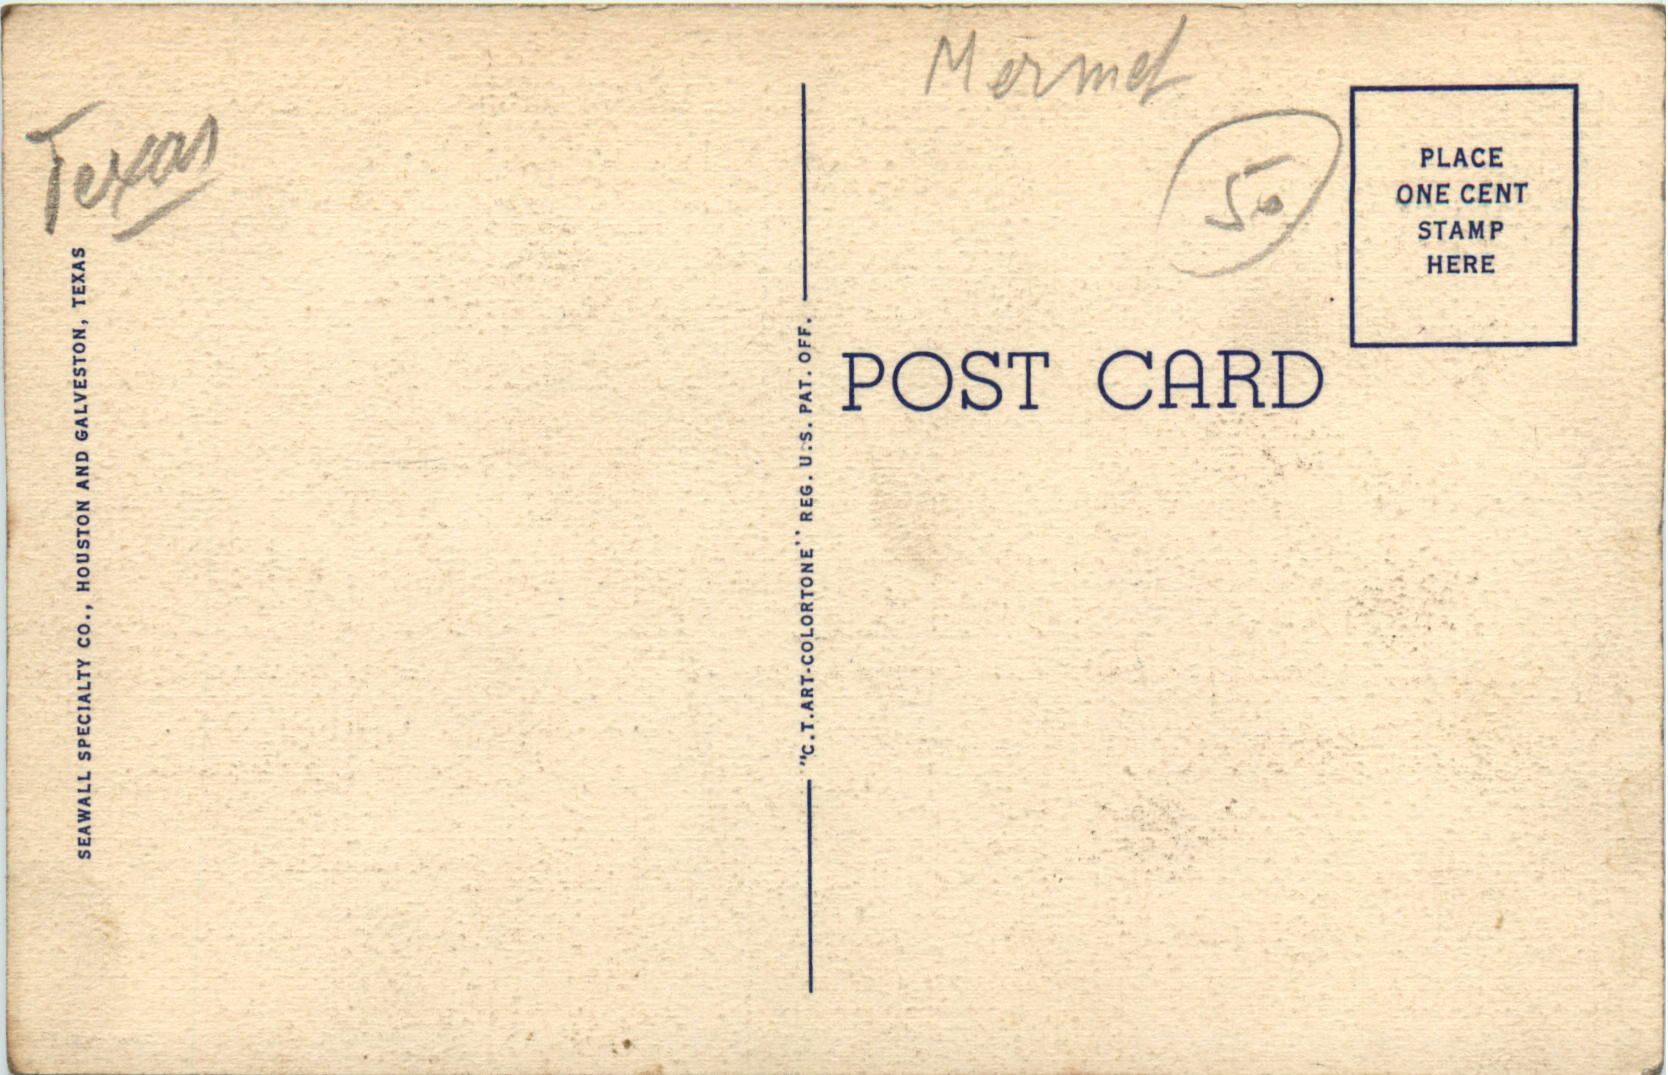 Texas
SEAWALL SPECIALTY CO., HOUSTON AND GALVESTON, TEXAS
"C.T. ART-COLORTONE" REG. U.S. PAT. OFF.
Mermet
50
PLACE
ONE CENT
STAMP
HERE
POST CARD